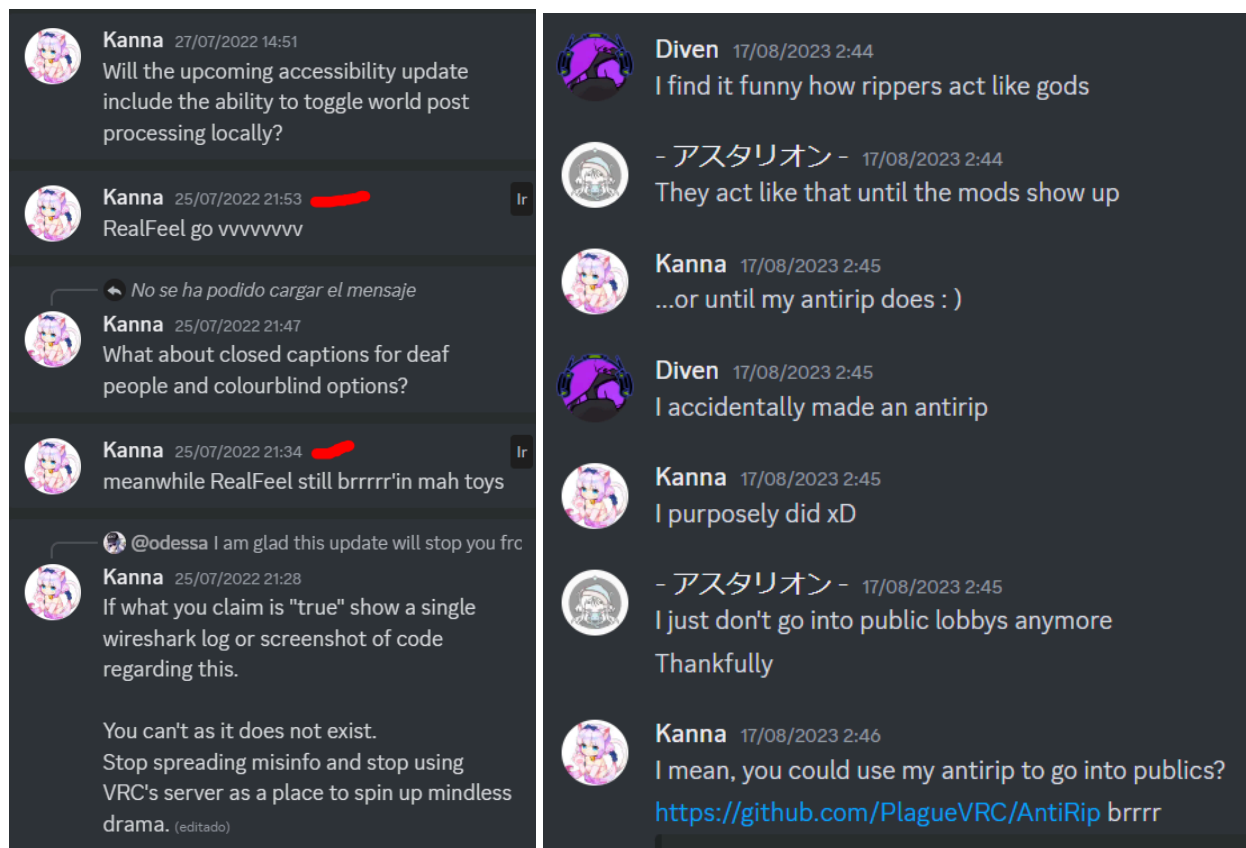 Kanna 27/07/2022 14:51
Will the upcoming accessibility update
include the ability to toggle world post
processing locally?
Kanna 25/07/2022 21:53
Ir
RealFeel go vvvvvvvv
No se ha podido cargar el mensaje
Kanna 25/07/2022 21:47
What about closed captions for deaf
people and colourblind options?
Kanna 25/07/2022 21:34
Ir
meanwhile RealFeel still brrrrr'in mah toys
@odessa I am glad this update will stop you frc
Kanna 25/07/2022 21:28
If what you claim is "true" show a single
wireshark log or screenshot of code
regarding this.
You can't as it does not exist.
Stop spreading misinfo and stop using
VRC's server as a place to spin up mindless
drama. (editado)
Diven 17/08/2023 2:44
I find it funny how rippers act like gods
- アスタリオン - 17/08/2023 2:44
They act like that until the mods show up
Kanna 17/08/2023 2:45
...or until my antirip does : )
Diven 17/08/2023 2:45
I accidentally made an antirip
Kanna 17/08/2023 2:45
I purposely did xD
- アスタリオン - 17/08/2023 2:45
I just don't go into public lobbys anymore
Thankfully
Kanna 17/08/2023 2:46
I mean, you could use my antirip to go into publics?
https://github.com/PlagueVRC/AntiRip brrrr